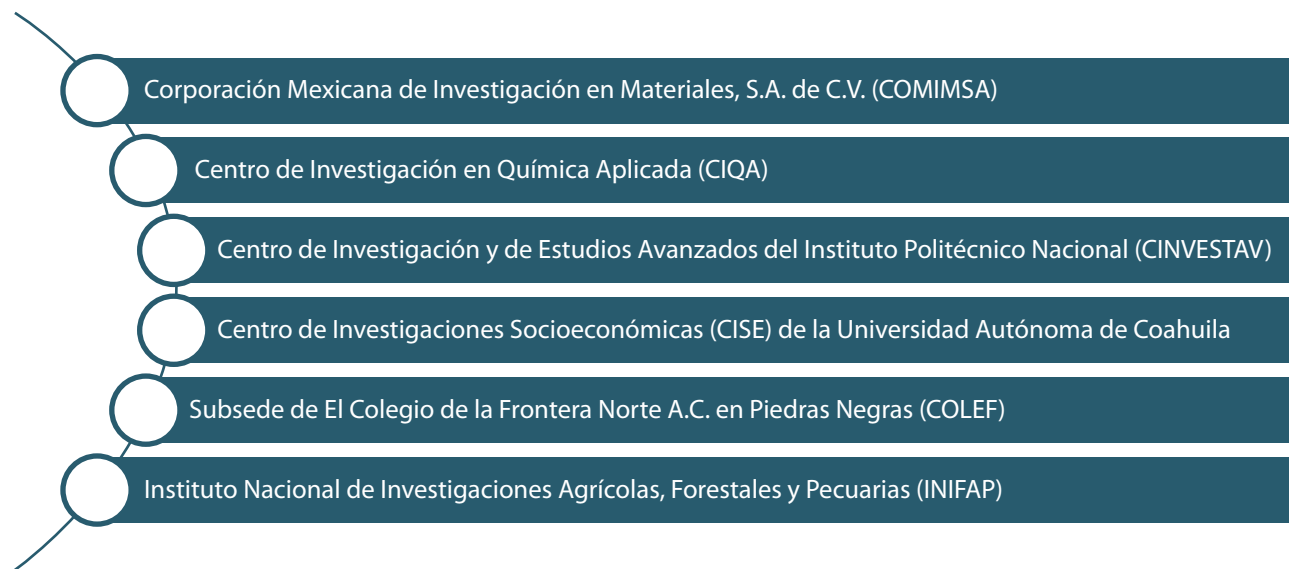 Corporación Mexicana de Investigación en Materiales, S.A. de C.V. (COMIMSA)
Centro de Investigación en Química Aplicada (CIQA)
Centro de Investigación y de Estudios Avanzados del Instituto Politécnico Nacional (CINVESTAV)
Centro de Investigaciones Socioeconómicas (CISE) de la Universidad Autónoma de Coahuila
Subsede de El Colegio de la Frontera Norte A.C. en Piedras Negras (COLEF)
Instituto Nacional de Investigaciones Agrícolas, Forestales y Pecuarias (INIFAP)